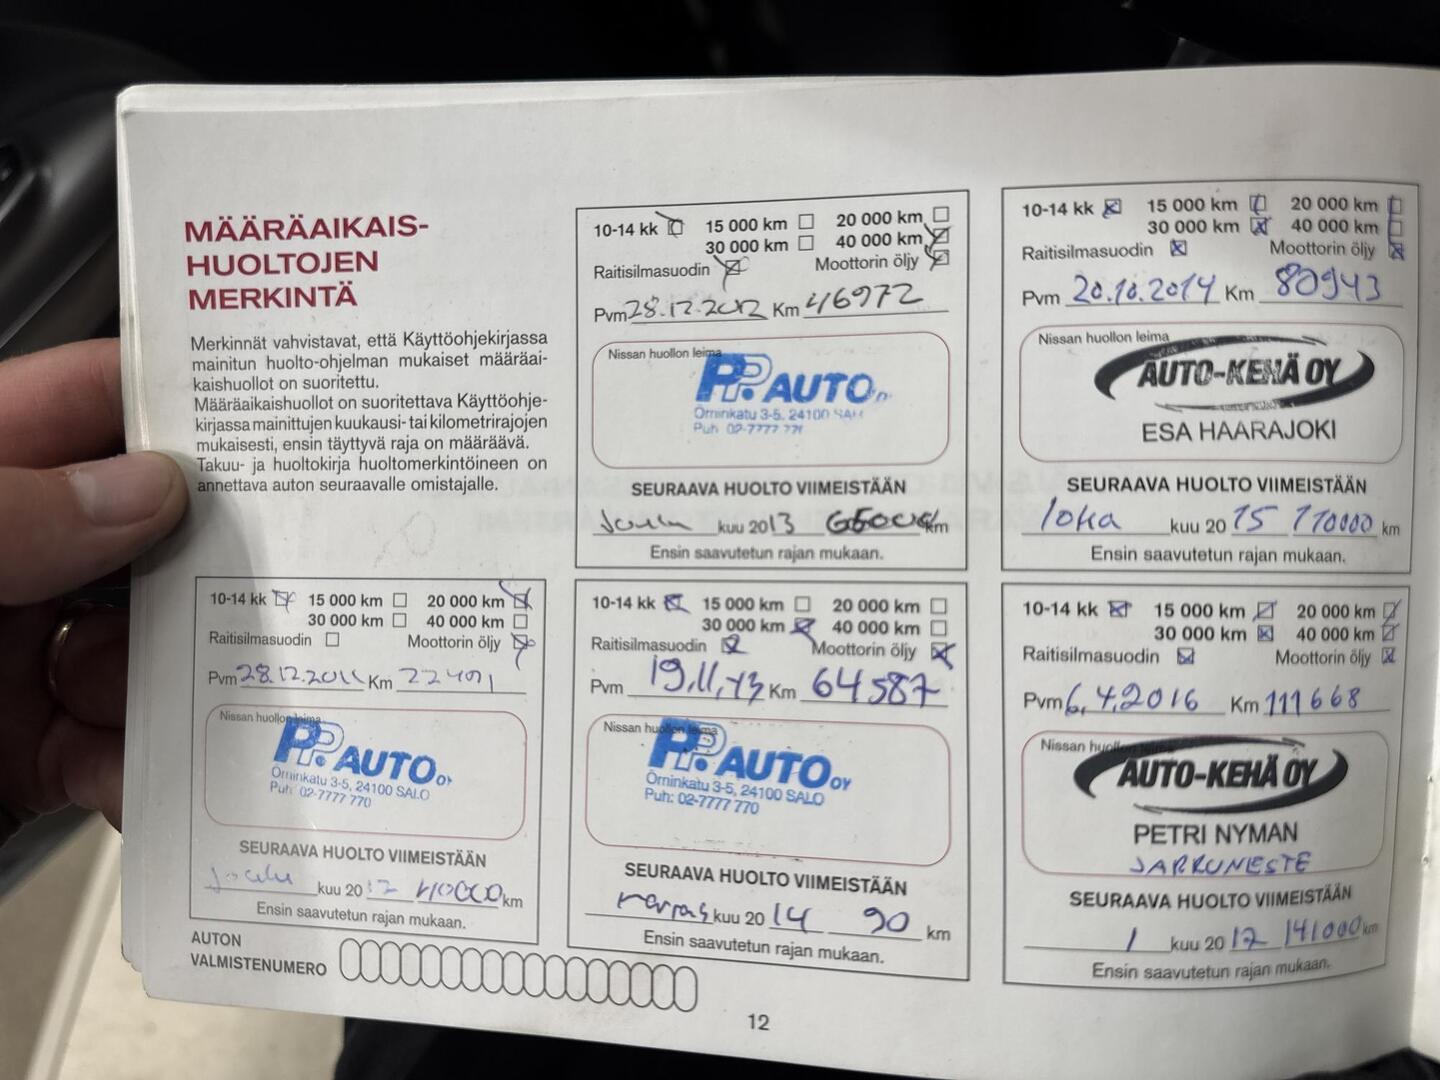 MÄÄRÄAIKAIS-
HUOLTOJEN
MERKINTÄ
Merkinnät vahvistavat, että Käyttöohjekirjassa
mainitun huolto-ohjelman mukaiset määräai-
kaishuollot on suoritettu.
Määräaikaishuollot on suoritettava Käyttöohje-
kirjassa mainittujen kuukausi- tai kilometrirajojen
mukaisesti, ensin täyttyvä raja on määräävä.
Takuu- ja huoltokirja huoltomerkintöineen on
annettava auton seuraavalle omistajalle.
10-14 kk 15 000 km 20 000 km
30 000 km 40 000 km
Raitisilmasuodin Moottorin öljy
Pvm 28.12.2011 Km
Nissan huollon leima
PP. AUTO OY
Örninkatu 3-5, 24100 SALO
Puh: 02-7777 770
SEURAAVA HUOLTO VIIMEISTÄÄN
Joulu kuu 2012 40000 km
Ensin saavutetun rajan mukaan.
10-14 kk 15 000 km 20 000 km
30 000 km 40 000 km
Raitisilmasuodin Moottorin öljy
Pvm 28.12.2012 Km 46972
Nissan huollon leima
PP. AUTO
Örninkatu 3-5, 24100 SAL
Puh 02-7777 77
SEURAAVA HUOLTO VIIMEISTÄÄN
Joulu kuu 2013 km
Ensin saavutetun rajan mukaan.
10-14 kk 15 000 km 20 000 km
30 000 km 40 000 km
Raitisilmasuodin Moottorin öljy
Pvm 19.11.13 Km 64587
Nissan huollon leima
PP. AUTO OY
Örninkatu 3-5, 24100 SALO
Puh: 02-7777 770
SEURAAVA HUOLTO VIIMEISTÄÄN
marras kuu 2014 90 km
Ensin saavutetun rajan mukaan.
10-14 kk 15 000 km 20 000 km
30 000 km 40 000 km
Raitisilmasuodin Moottorin öljy
Pvm 20.10.2014 Km 80943
Nissan huollon leima
AUTO-KEHÄ OY
ESA HAARAJOKI
SEURAAVA HUOLTO VIIMEISTÄÄN
loka kuu 2015 110000 km
Ensin saavutetun rajan mukaan.
10-14 kk 15 000 km 20 000 km
30 000 km 40 000 km
Raitisilmasuodin Moottorin öljy
Pvm 6.4.2016 Km 111668
Nissan huollon leima
AUTO-KEHÄ OY
PETRI NYMAN
JARRUNESTE
SEURAAVA HUOLTO VIIMEISTÄÄN
1 kuu 2017 141000 km
Ensin saavutetun rajan mukaan.
AUTON
VALMISTENUMERO
12